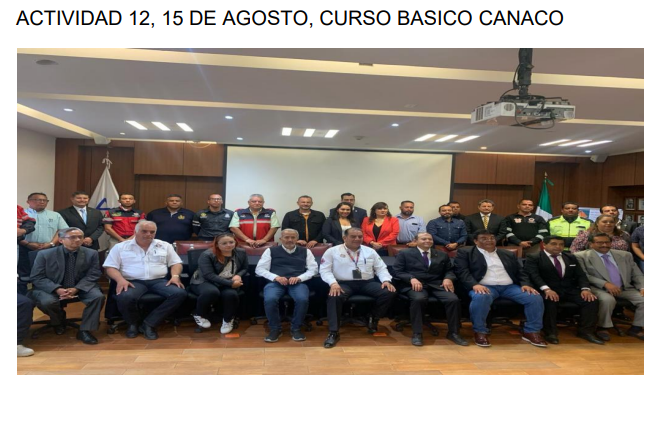 ACTIVIDAD 12, 15 DE AGOSTO, CURSO BASICO CANACO